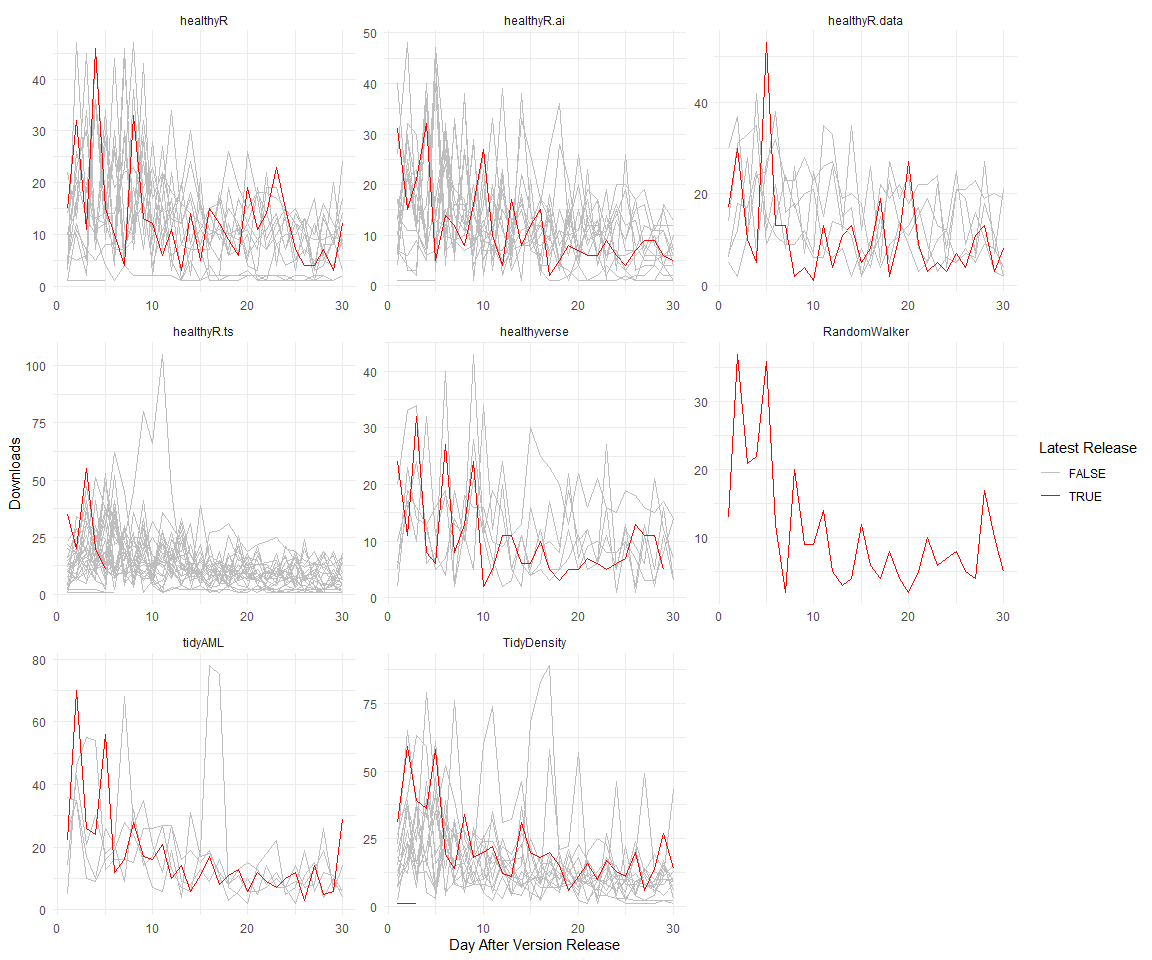 healthyR healthyR.ai healthyR.data
0 10 20 30 40
0 10 20 30 40 50
0 20 40
0 10 20 30 0 10 20 30 0 10 20 30
healthyR.ts healthyverse RandomWalker
Downloads
0 25 50 75 100
0 10 20 30 40
10 20 30
0 10 20 30 0 10 20 30 0 10 20 30
Latest Release
FALSE
TRUE
tidyAML TidyDensity
0 20 40 60 80
0 25 50 75
0 10 20 30 0 10 20 30
Day After Version Release